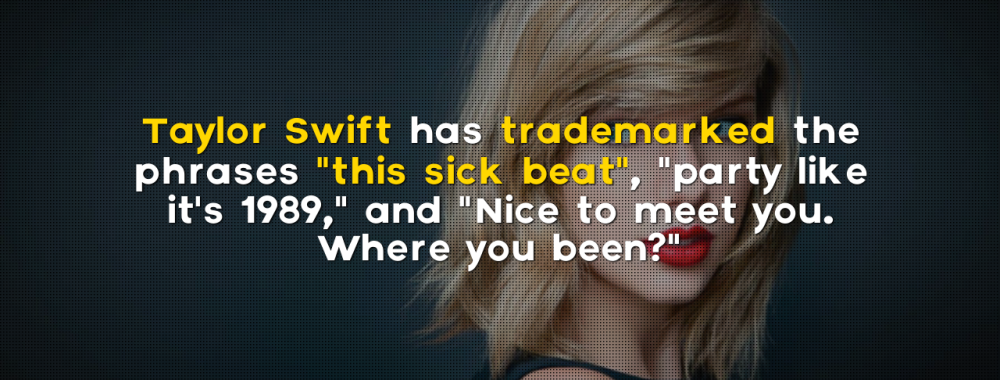 Taylor Swift has trademarked the
phrases "this sick beat", "party like
it's 1989," and "Nice to meet you.
Where you been?"